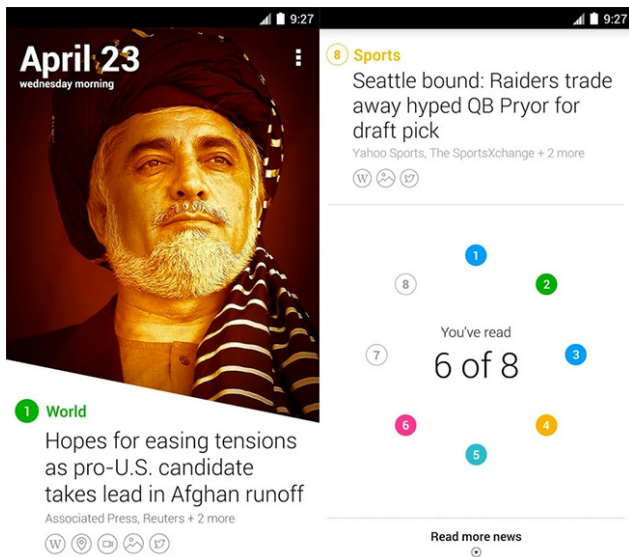 9:27
April 23
wednesday morning
1 World
Hopes for easing tensions
as pro-U.S. candidate
takes lead in Afghan runoff
Associated Press, Reuters + 2 more
W
9:27
8 Sports
Seattle bound: Raiders trade
away hyped QB Pryor for
draft pick
Yahoo Sports, The SportsXchange + 2 more
W
1
8
2
You've read
7
6 of 8
3
6
4
5
Read more news